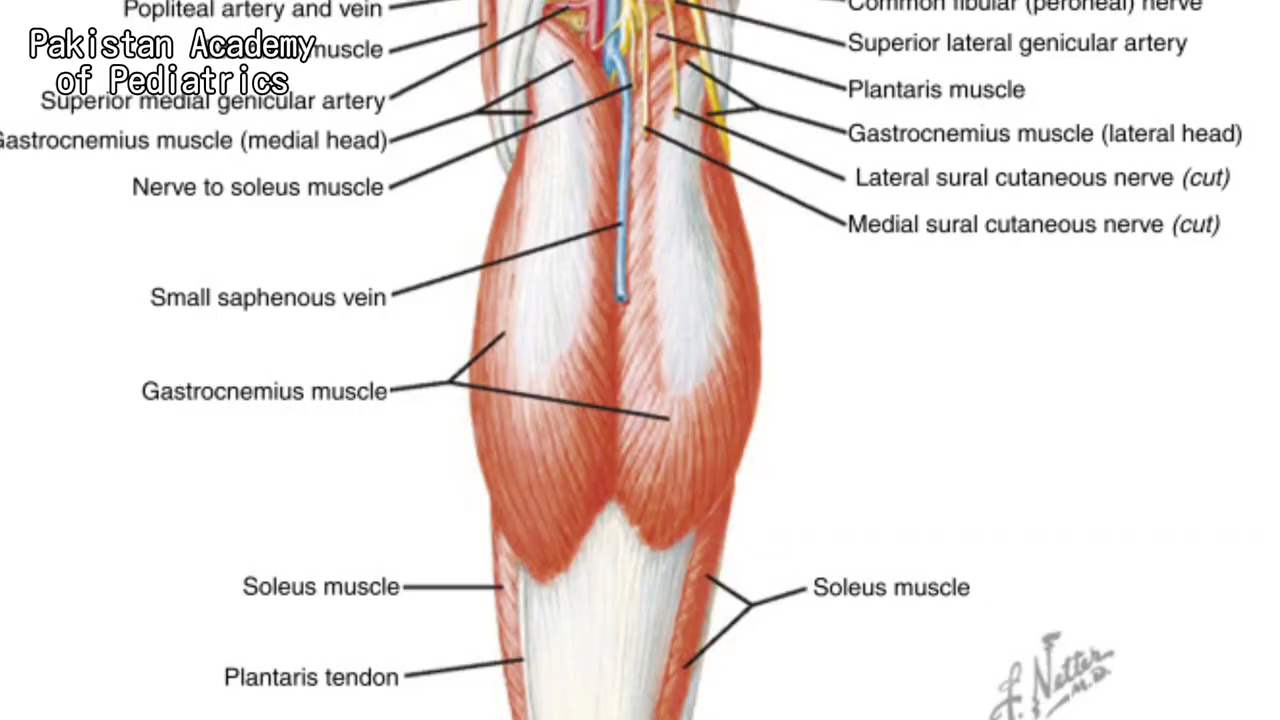 Popliteal artery and vein
Pakistan Academy
of Pediatrics
muscle
Superior medial genicular artery
Gastrocnemius muscle (medial head)
Nerve to soleus muscle
Small saphenous vein
Gastrocnemius muscle
Soleus muscle
Plantaris tendon
Common fibular (peroneal) nerve
Superior lateral genicular artery
Plantaris muscle
Gastrocnemius muscle (lateral head)
Lateral sural cutaneous nerve (cut)
Medial sural cutaneous nerve (cut)
Soleus muscle
F. Netter
M.D.